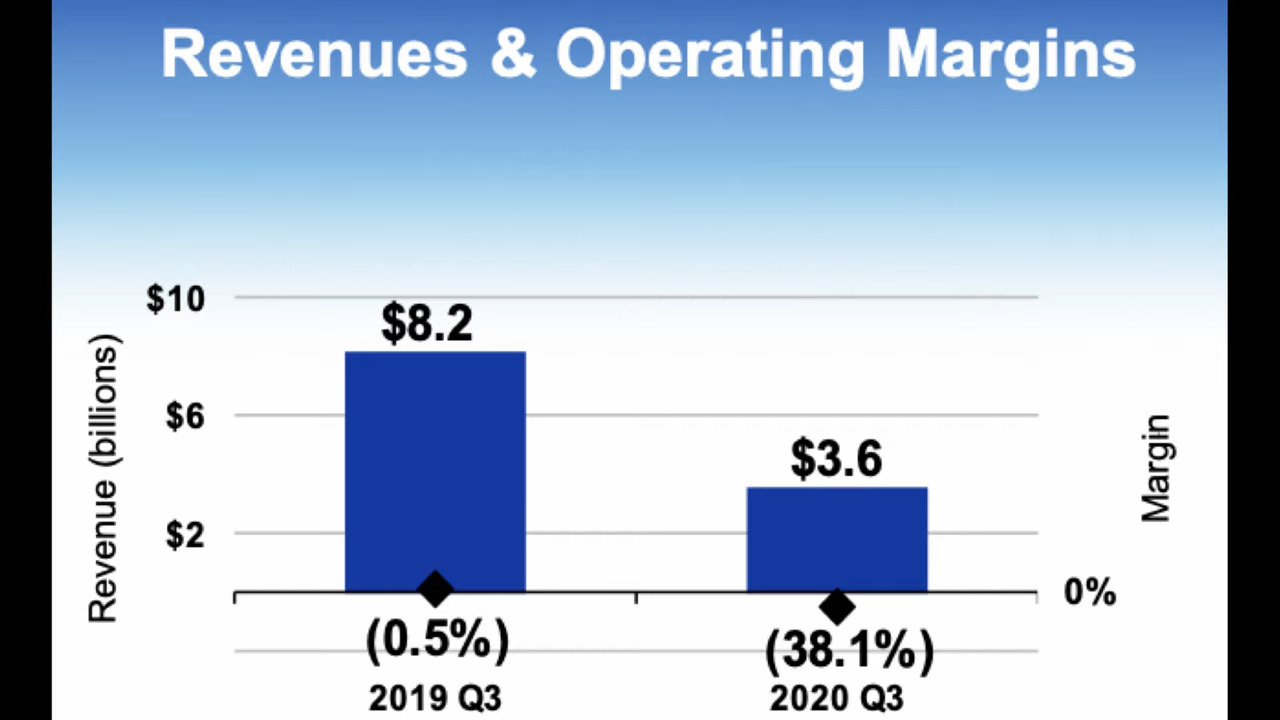 Revenues & Operating Margins
$10
$8.2
$6
$3.6
$2
0%
Revenue (billions)
Margin
(0.5%)
(38.1%)
2019 Q3
2020 Q3